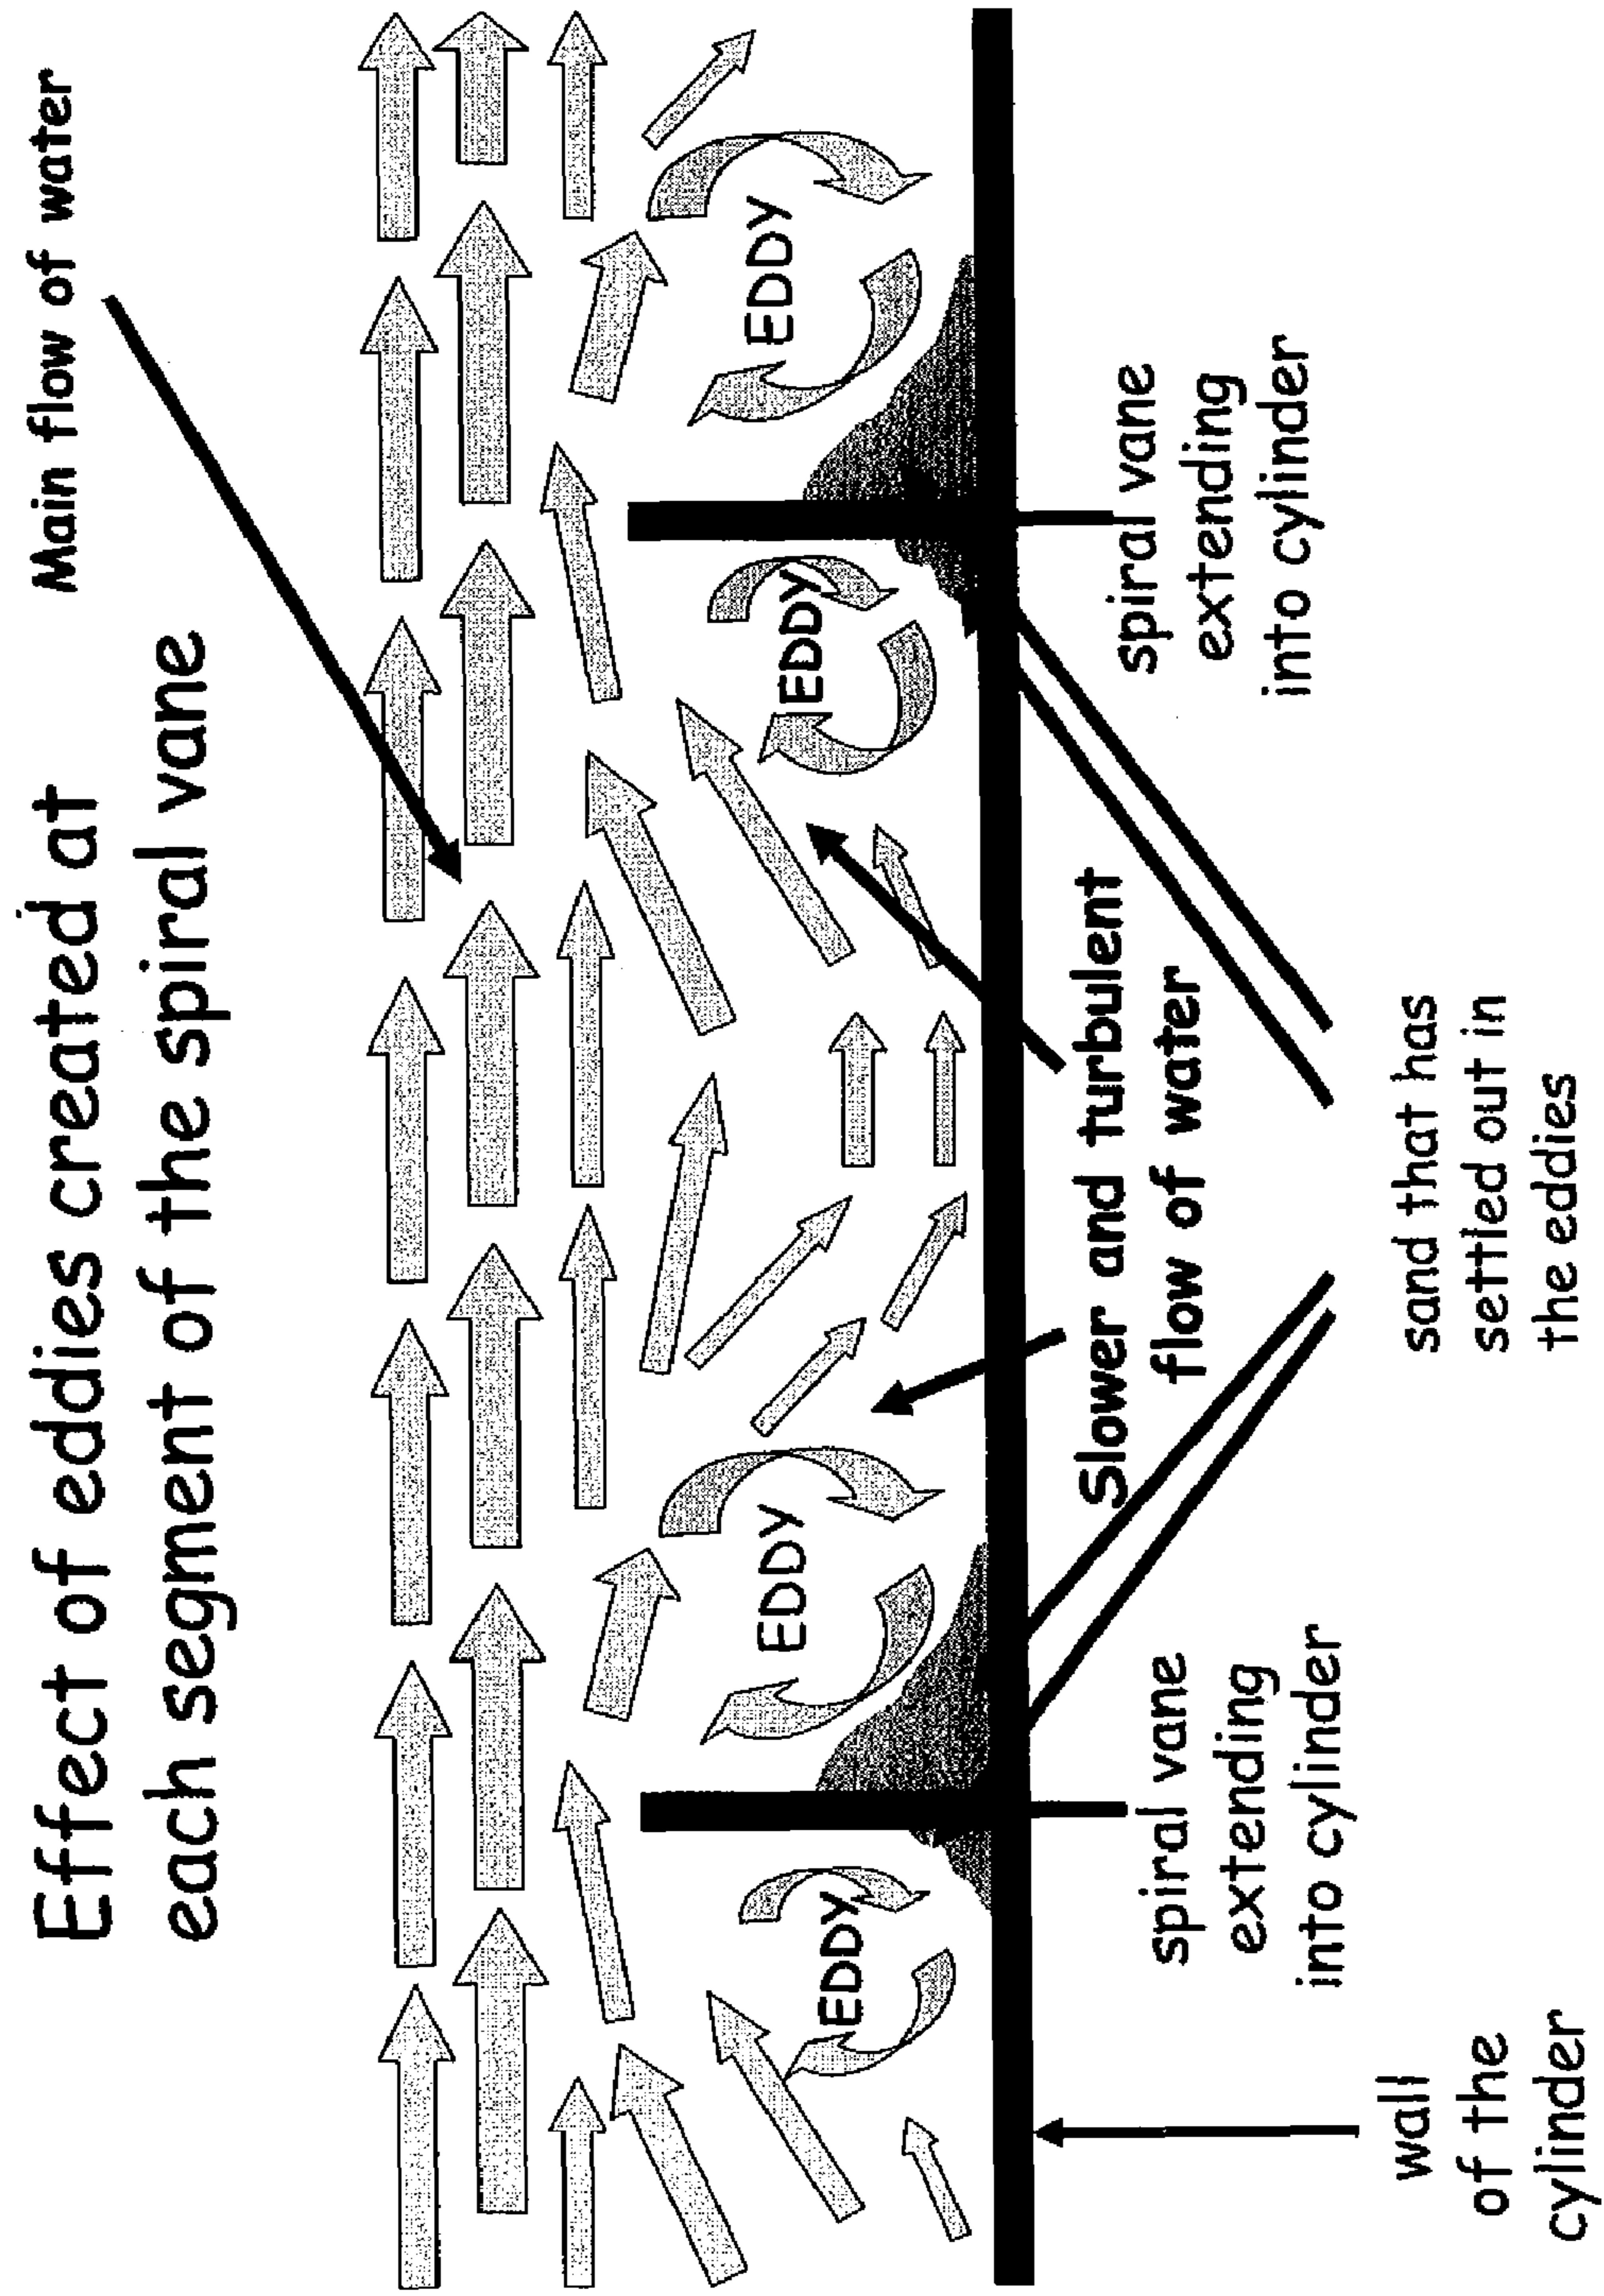 Effect of eddies created at
each segment of the spiral vane
Main flow of water
EDDY
EDDY
EDDY
EDDY
Slower and turbulent
flow of water
wall
of the
cylinder
spiral vane
extending
into cylinder
sand that has
settled out in
the eddies
spiral vane
extending
into cylinder